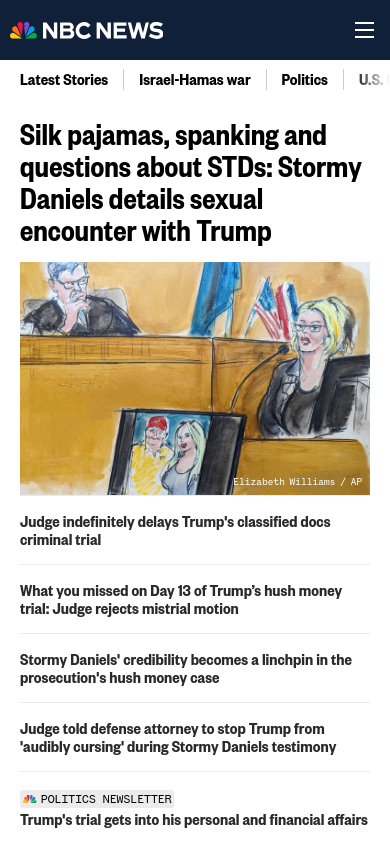 NBC NEWS
Latest Stories
Israel-Hamas war
Politics
U.S.
Silk pajamas, spanking and
questions about STDs: Stormy
Daniels details sexual
encounter with Trump
Elizabeth Williams / AP
Judge indefinitely delays Trump's classified docs
criminal trial
What you missed on Day 13 of Trump’s hush money
trial: Judge rejects mistrial motion
Stormy Daniels' credibility becomes a linchpin in the
prosecution's hush money case
Judge told defense attorney to stop Trump from
'audibly cursing' during Stormy Daniels testimony
POLITICS NEWSLETTER
Trump's trial gets into his personal and financial affairs